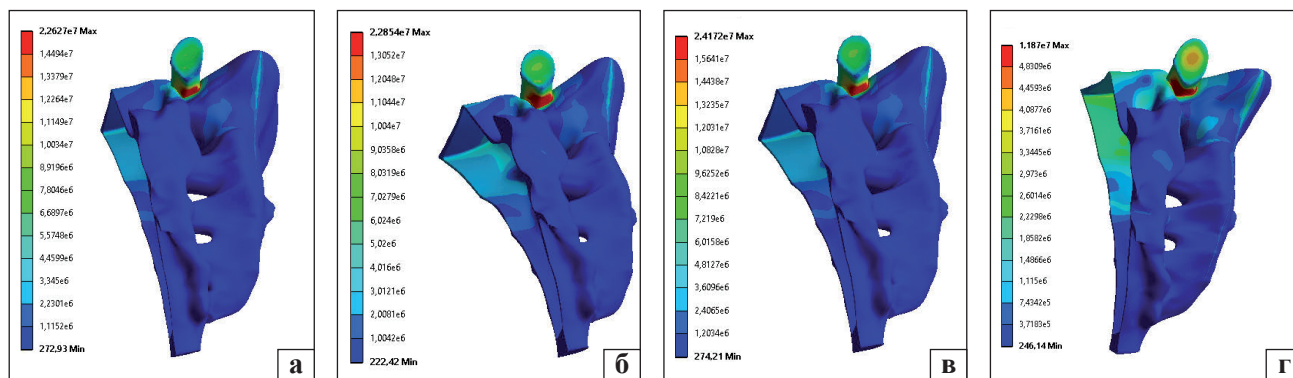 2,2627e7 Max
1,4494e7
1,3379e7
1,2264e7
1,1149e7
1,0034e7
8,9196e6
7,8046e6
6,6897e6
5,5748e6
4,4599e6
3,345e6
2,2301e6
1,1152e6
272,93 Min
а
2,2854e7 Max
1,3052e7
1,2048e7
1,1044e7
1,004e7
9,0358e6
8,0319e6
7,0279e6
6,024e6
5,02e6
4,016e6
3,0121e6
2,0081e6
1,0042e6
222,42 Min
б
2,4172e7 Max
1,5641e7
1,4438e7
1,3235e7
1,2031e7
1,0828e7
9,6252e6
8,4221e6
7,219e6
6,0158e6
4,8127e6
3,6096e6
2,4065e6
1,2034e6
274,21 Min
в
1,187e7 Max
4,8309e6
4,4593e6
4,0877e6
3,7161e6
3,3445e6
2,973e6
2,6014e6
2,2298e6
1,8582e6
1,4866e6
1,115e6
7,4342e5
3,7183e5
246,14 Min
г